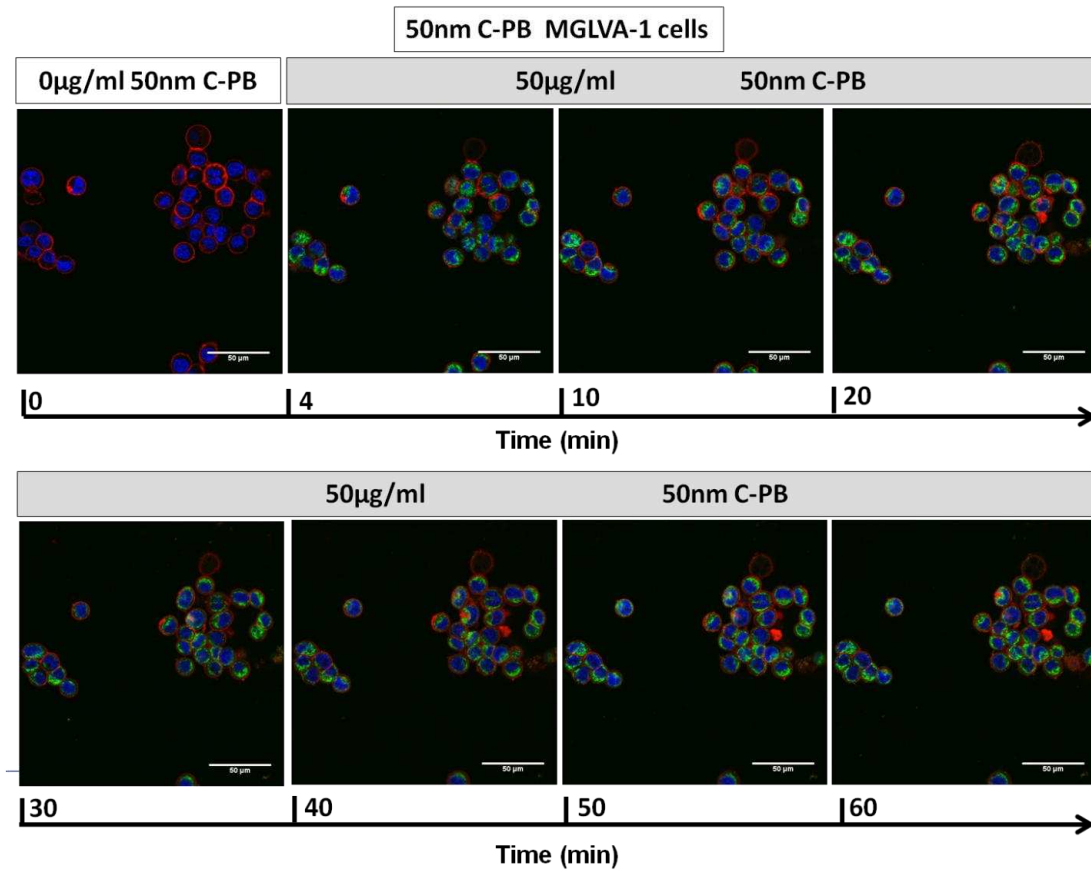 50nm C-PB MGLVA-1 cells
0µg/ml 50nm C-PB
50µg/ml 50nm C-PB
50 µm 50 µm 50 µm 50 µm
0 4 10 20
Time (min)
50µg/ml 50nm C-PB
50 µm 50 µm 50 µm 50 µm
30 40 50 60
Time (min)